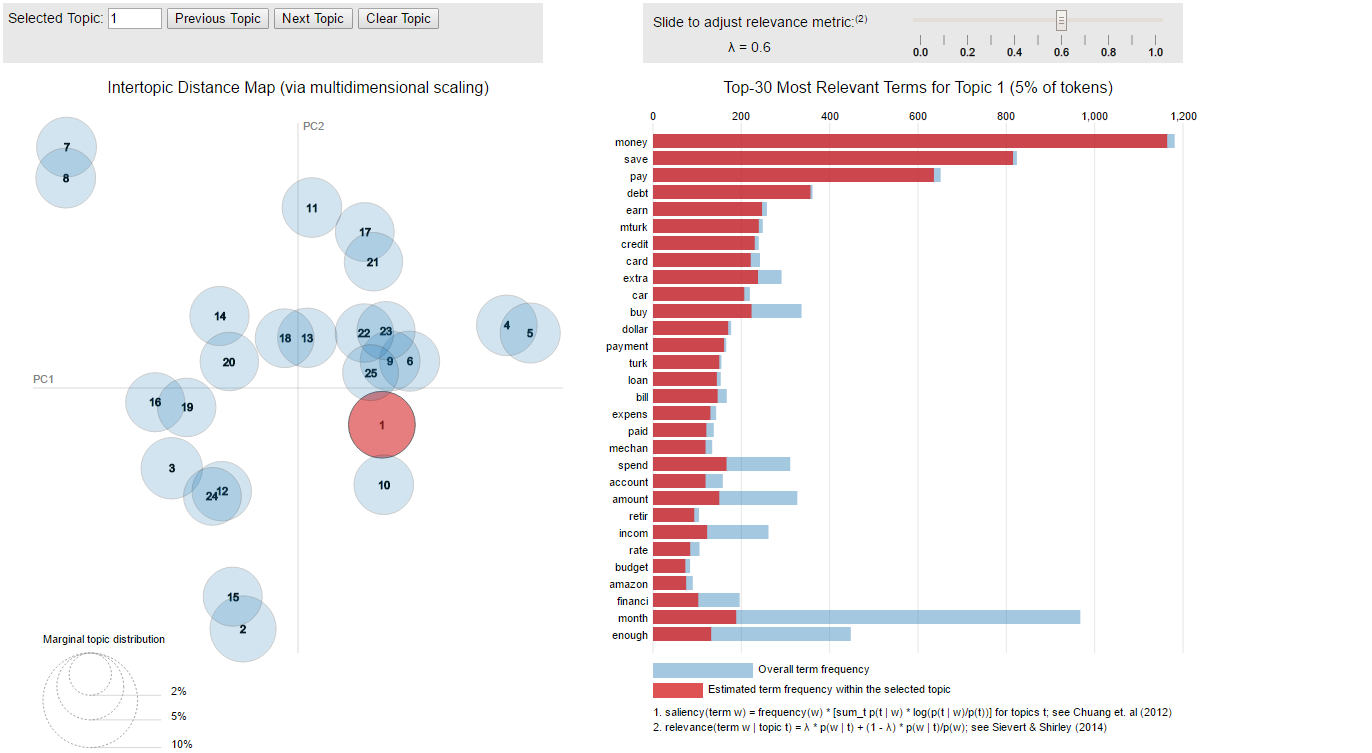 Selected Topic: 1 Previous Topic Next Topic Clear Topic
Slide to adjust relevance metric:(2)
λ = 0.6
0.0 0.2 0.4 0.6 0.8 1.0
Intertopic Distance Map (via multidimensional scaling)
PC2
PC1
7
8
11
17
21
14
18
13
22
23
4
5
20
9
6
25
16
19
1
3
10
24
12
15
2
Marginal topic distribution
2%
5%
10%
Top-30 Most Relevant Terms for Topic 1 (5% of tokens)
0 200 400 600 800 1,000 1,200
money
save
pay
debt
earn
mturk
credit
card
extra
car
buy
dollar
payment
turk
loan
bill
expens
paid
mechan
spend
account
amount
retir
incom
rate
budget
amazon
financi
month
enough
Overall term frequency
Estimated term frequency within the selected topic
1. saliency(term w) = frequency(w) * [sum_t p(t | w) * log(p(t | w)/p(t))] for topics t; see Chuang et. al (2012)
2. relevance(term w | topic t) = λ * p(w | t) + (1 - λ) * p(w | t)/p(w); see Sievert & Shirley (2014)